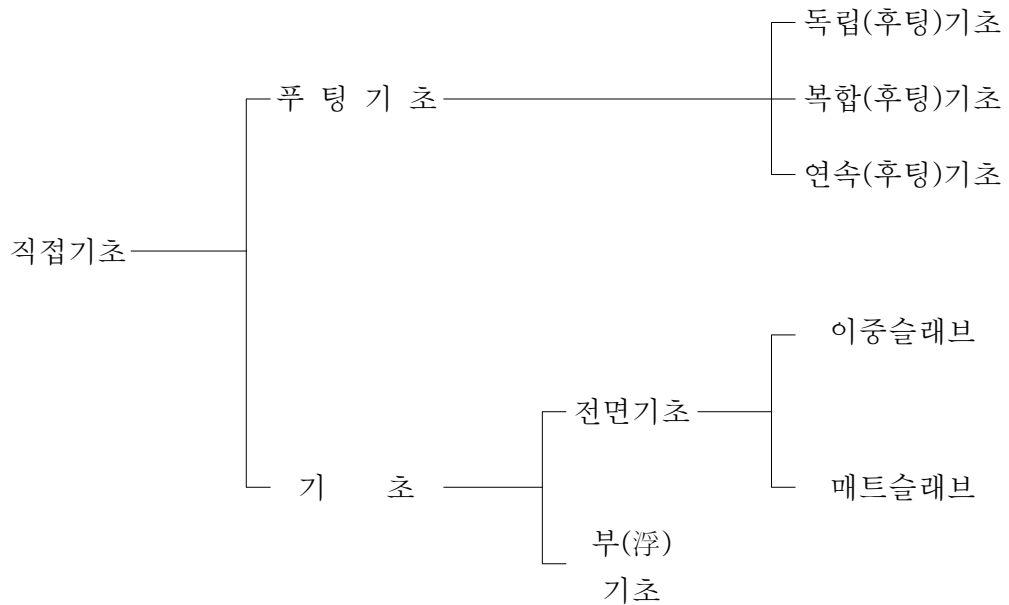 독립(후팅)기초
푸 팅 기 초
복합(후팅)기초
연속(후팅)기초
직접기초
이중슬래브
전면기초
기 초
매트슬래브
부(浮)
기초